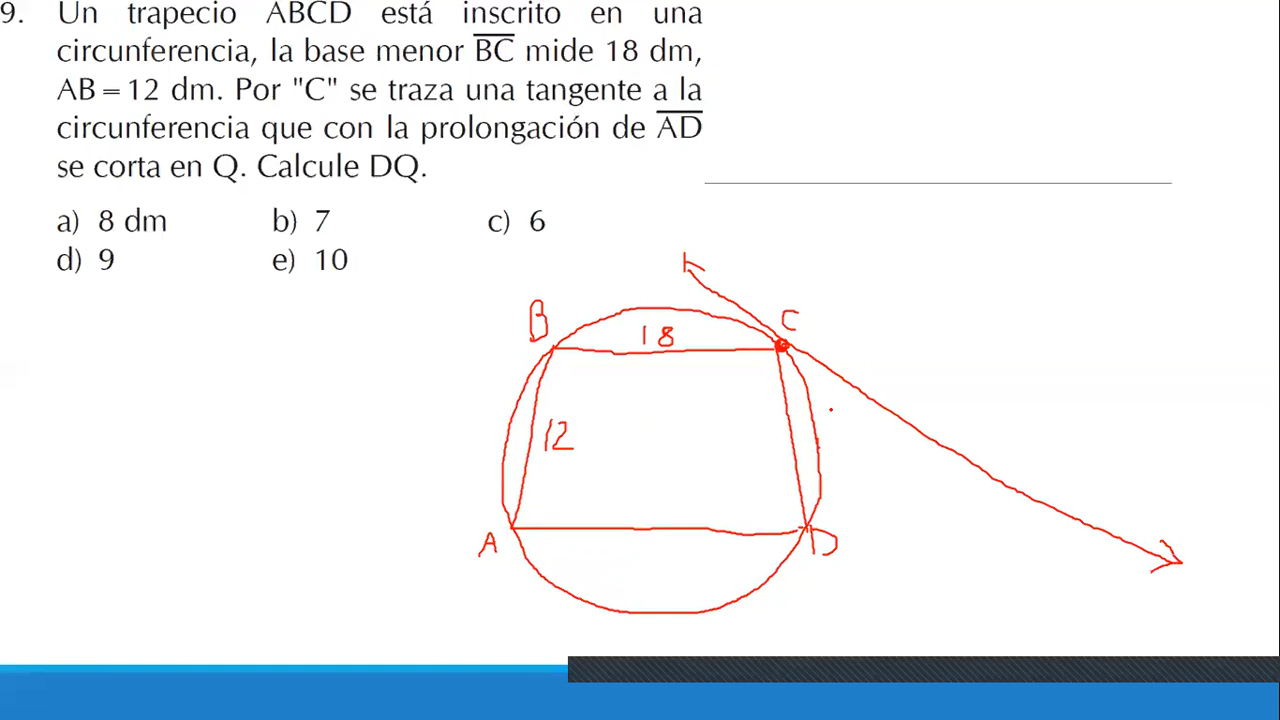 9. Un trapecio ABCD está inscrito en una
circunferencia, la base menor BC mide 18 dm,
AB=12 dm. Por "C" se traza una tangente a la
circunferencia que con la prolongación de AD
se corta en Q. Calcule DQ.
a) 8 dm b) 7 c) 6
d) 9 e) 10
B C
18
12
A D